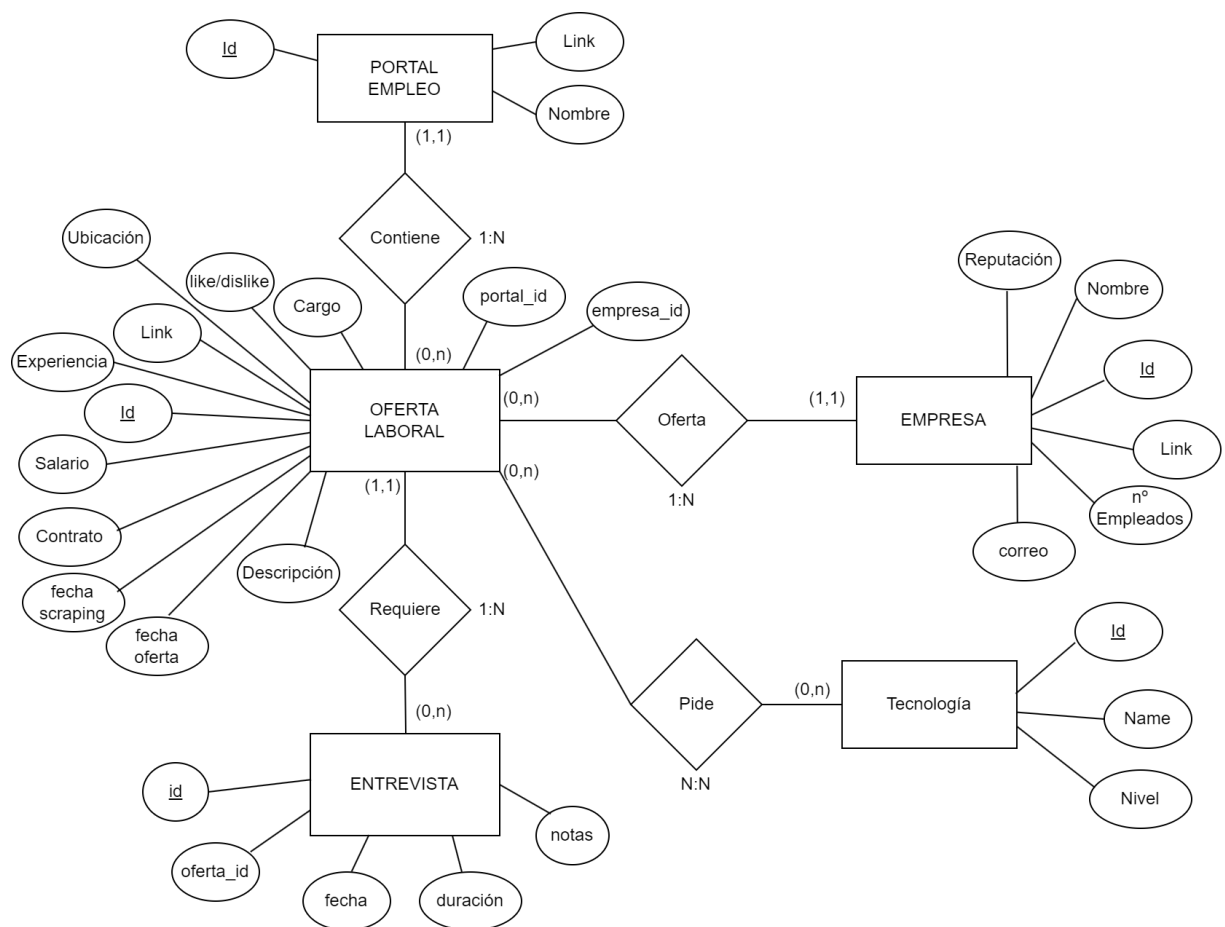 Id
PORTAL
EMPLEO
Link
Nombre
(1,1)
Contiene
1:N
Ubicación
like/dislike
Cargo
portal_id
empresa_id
Link
Experiencia
Id
Salario
Contrato
fecha
scraping
fecha
oferta
Descripción
(0,n)
OFERTA
LABORAL
(0,n)
(0,n)
(1,1)
Oferta
1:N
(1,1)
EMPRESA
Reputación
Nombre
Id
Link
nº
Empleados
correo
Requiere
1:N
(0,n)
Pide
N:N
(0,n)
Tecnología
Id
Name
Nivel
ENTREVISTA
id
oferta_id
fecha
duración
notas